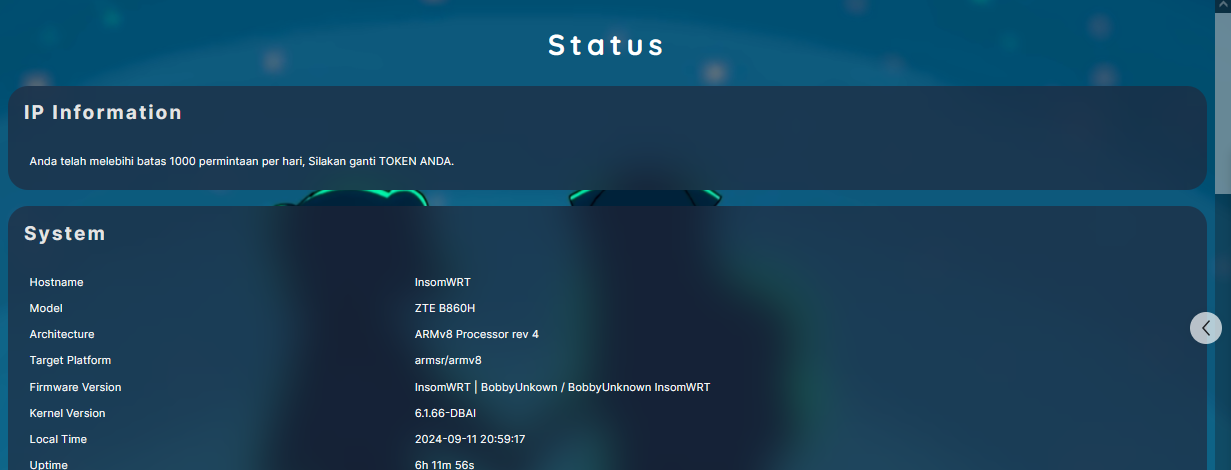 Status
IP Information
Anda telah melebihi batas 1000 permintaan per hari, Silakan ganti TOKEN ANDA.
System
Hostname InsomWRT
Model ZTE B860H
Architecture ARMv8 Processor rev 4
Target Platform armsr/armv8
Firmware Version InsomWRT | BobbyUnkown / BobbyUnknown InsomWRT
Kernel Version 6.1.66-DBAI
Local Time 2024-09-11 20:59:17
Uptime 6h 11m 56s